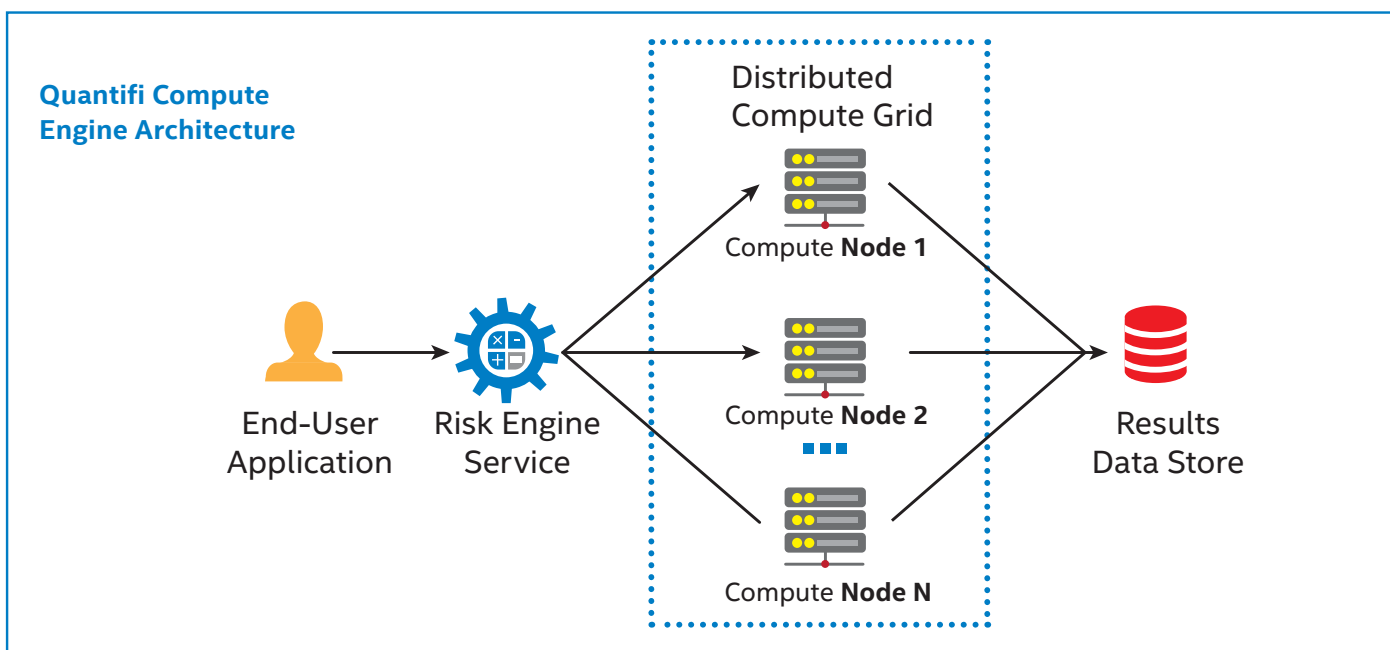 Quantifi Compute
Engine Architecture
Distributed
Compute Grid
Compute Node 1
End-User
Application
Risk Engine
Service
Compute Node 2
Results
Data Store
Compute Node N